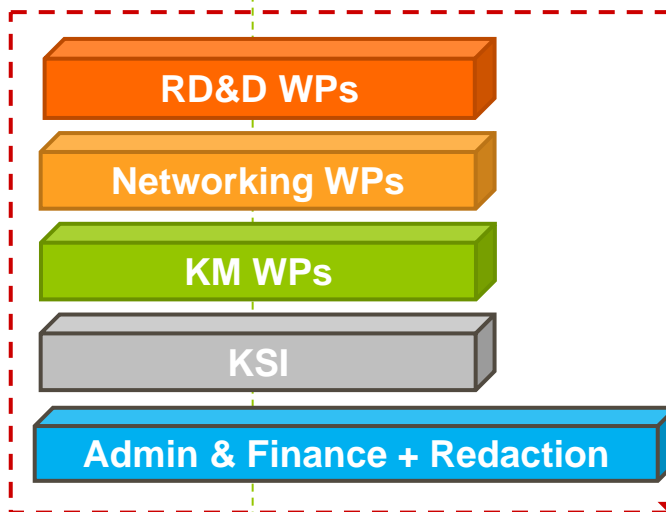 RD&D WPs
Networking WPs
KM WPs
KSI
Admin & Finance + Redaction